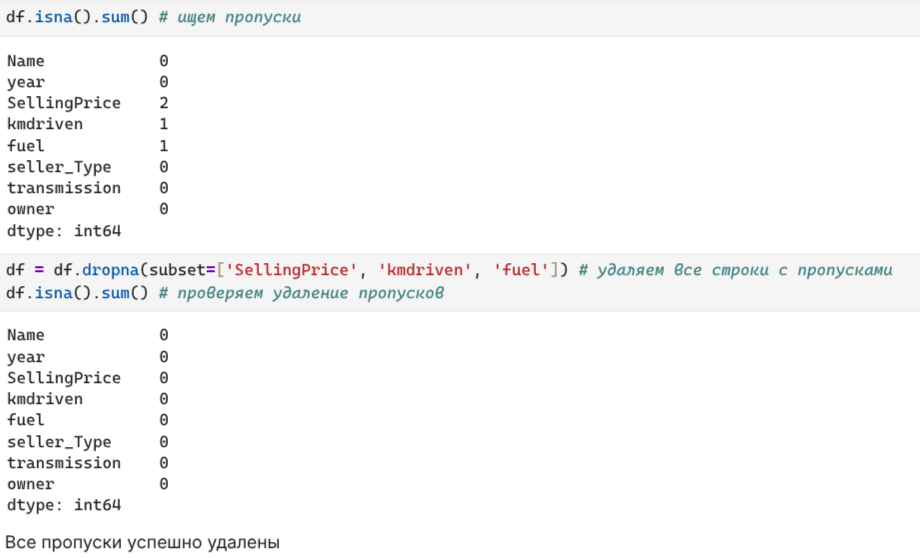 df.isna().sum() # ищем пропуски
Name 0
year 0
SellingPrice 2
kmdriven 1
fuel 1
seller_Type 0
transmission 0
owner 0
dtype: int64
df = df.dropna(subset=['SellingPrice', 'kmdriven', 'fuel']) # удаляем все строки с пропусками
df.isna().sum() # проверяем удаление пропусков
Name 0
year 0
SellingPrice 0
kmdriven 0
fuel 0
seller_Type 0
transmission 0
owner 0
dtype: int64
Все пропуски успешно удалены